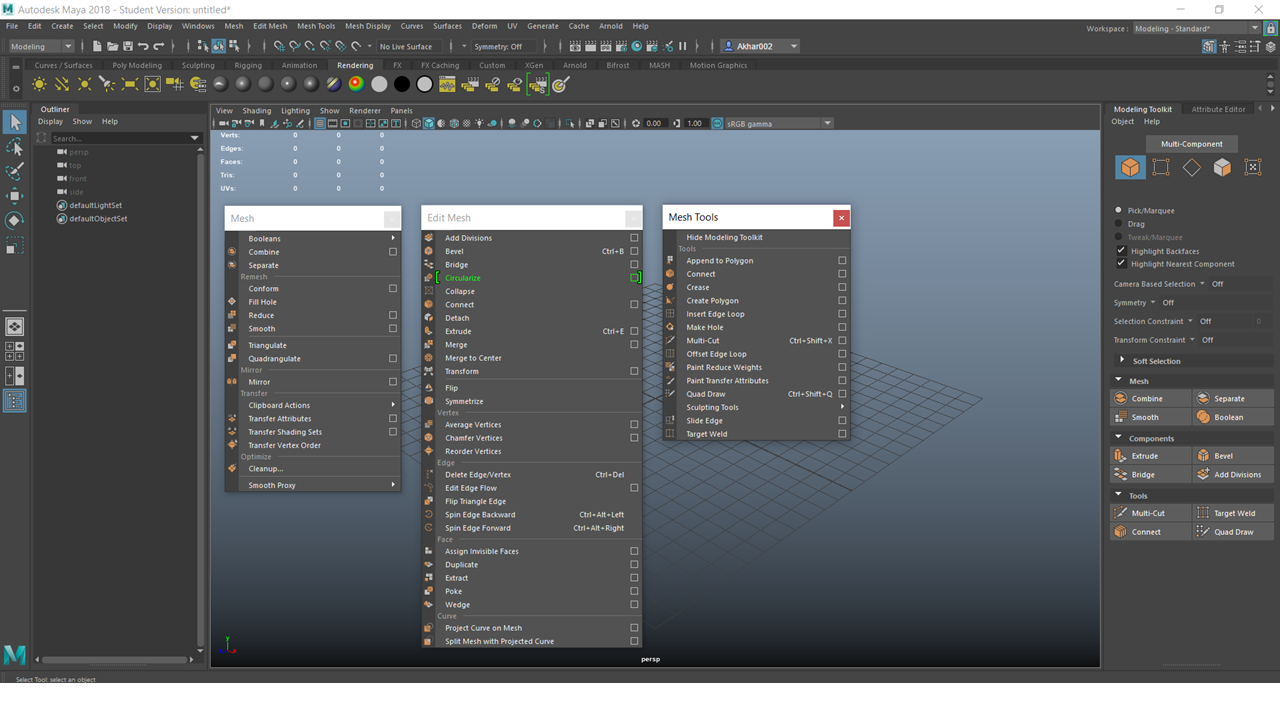 Autodesk Maya 2018 - Student Version: untitled*
File Edit Create Select Modify Display Windows Mesh Edit Mesh Mesh Tools Mesh Display Curves Surfaces Deform UV Generate Cache Arnold Help
Workspace : Modeling - Standard*
Modeling No Live Surface Symmetry: Off Akhar002
Curves / Surfaces Poly Modeling Sculpting Rigging Animation Rendering FX FX Caching Custom XGen Arnold Bifrost MASH Motion Graphics
Outliner
Display Show Help
Search...
persp
top
front
side
defaultLightSet
defaultObjectSet
View Shading Lighting Show Renderer Panels
0.00 1.00 sRGB gamma
Verts: 0 0 0
Edges: 0 0 0
Faces: 0 0 0
Tris: 0 0 0
UVs: 0 0 0
Mesh
Booleans
Combine
Separate
Remesh
Conform
Fill Hole
Reduce
Smooth
Triangulate
Quadrangulate
Mirror
Mirror
Transfer
Clipboard Actions
Transfer Attributes
Transfer Shading Sets
Transfer Vertex Order
Optimize
Cleanup...
Smooth Proxy
Edit Mesh
Add Divisions
Bevel Ctrl+B
Bridge
Circularize
Collapse
Connect
Detach
Extrude Ctrl+E
Merge
Merge to Center
Transform
Flip
Symmetrize
Vertex
Average Vertices
Chamfer Vertices
Reorder Vertices
Edge
Delete Edge/Vertex Ctrl+Del
Edit Edge Flow
Flip Triangle Edge
Spin Edge Backward Ctrl+Alt+Left
Spin Edge Forward Ctrl+Alt+Right
Face
Assign Invisible Faces
Duplicate
Extract
Poke
Wedge
Curve
Project Curve on Mesh
Split Mesh with Projected Curve
Mesh Tools
Hide Modeling Toolkit
Tools
Append to Polygon
Connect
Crease
Create Polygon
Insert Edge Loop
Make Hole
Multi-Cut Ctrl+Shift+X
Offset Edge Loop
Paint Reduce Weights
Paint Transfer Attributes
Quad Draw Ctrl+Shift+Q
Sculpting Tools
Slide Edge
Target Weld
persp
y
Modeling Toolkit Attribute Editor
Object Help
Multi-Component
Pick/Marquee
Drag
Tweak/Marquee
Highlight Backfaces
Highlight Nearest Component
Camera Based Selection Off
Symmetry Off
Selection Constraint Off 0
Transform Constraint Off
Soft Selection
Mesh
Combine Separate
Smooth Boolean
Components
Extrude Bevel
Bridge Add Divisions
Tools
Multi-Cut Target Weld
Connect Quad Draw
Select Tool: select an object